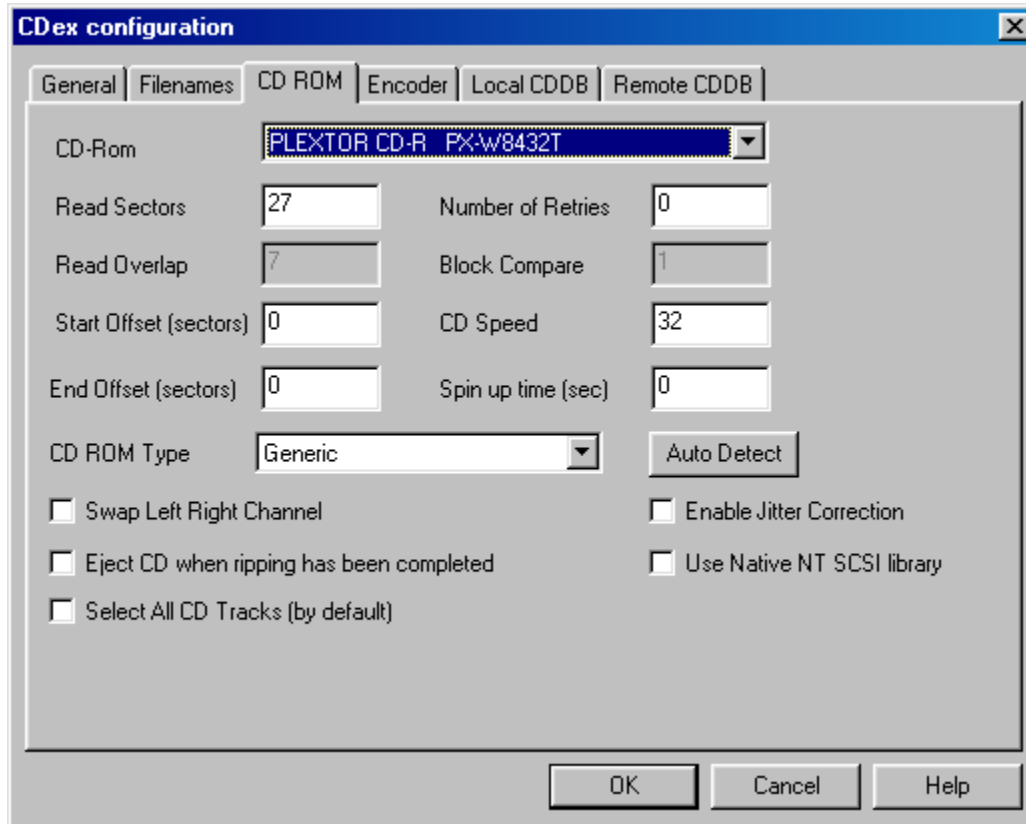 CDex configuration
General Filenames CD ROM Encoder Local CDDB Remote CDDB
CD-Rom PLEXTOR CD-R PX-W8432T
Read Sectors 27 Number of Retries 0
Read Overlap 7 Block Compare 1
Start Offset (sectors) 0 CD Speed 32
End Offset (sectors) 0 Spin up time (sec) 0
CD ROM Type Generic Auto Detect
Swap Left Right Channel Enable Jitter Correction
Eject CD when ripping has been completed Use Native NT SCSI library
Select All CD Tracks (by default)
OK Cancel Help